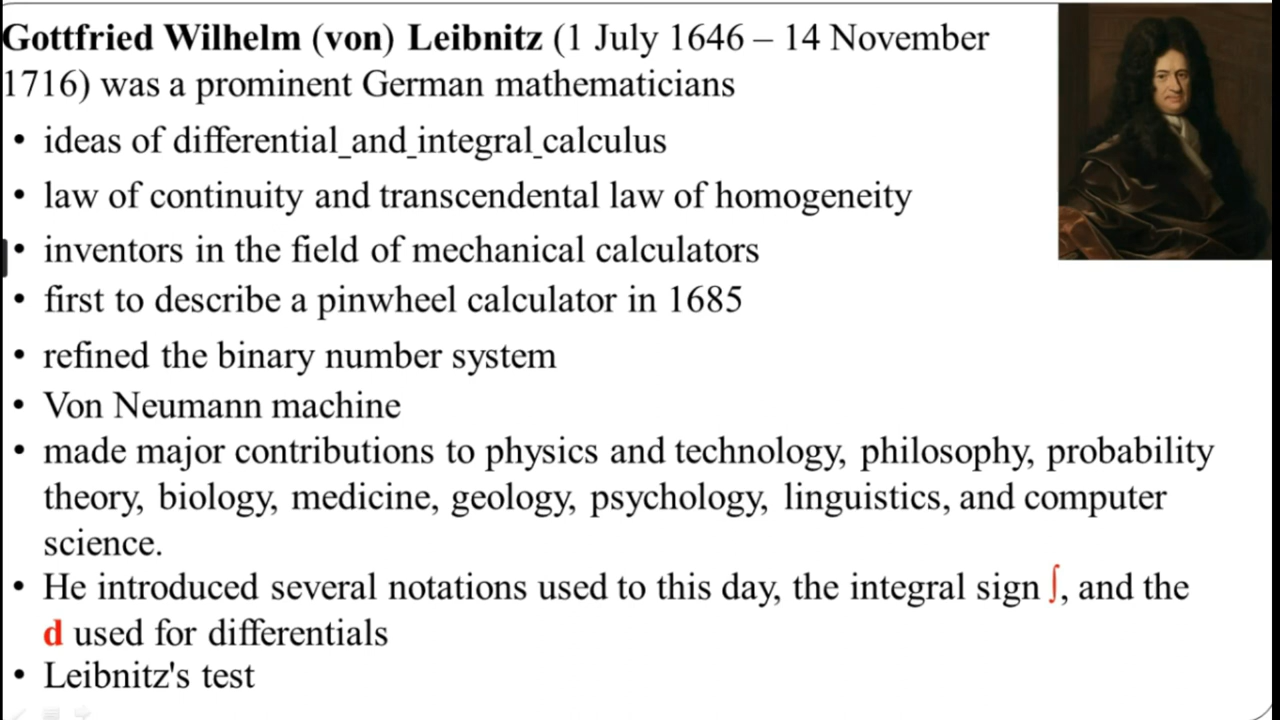 Gottfried Wilhelm (von) Leibnitz (1 July 1646 – 14 November
1716) was a prominent German mathematicians
• ideas of differential_and_integral_calculus
• law of continuity and transcendental law of homogeneity
• inventors in the field of mechanical calculators
• first to describe a pinwheel calculator in 1685
• refined the binary number system
• Von Neumann machine
• made major contributions to physics and technology, philosophy, probability
theory, biology, medicine, geology, psychology, linguistics, and computer
science.
• He introduced several notations used to this day, the integral sign ∫, and the
d used for differentials
• Leibnitz's test